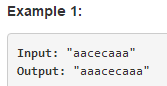 Example 1:
Input: "aacecaaa"
Output: "aaacecaaa"